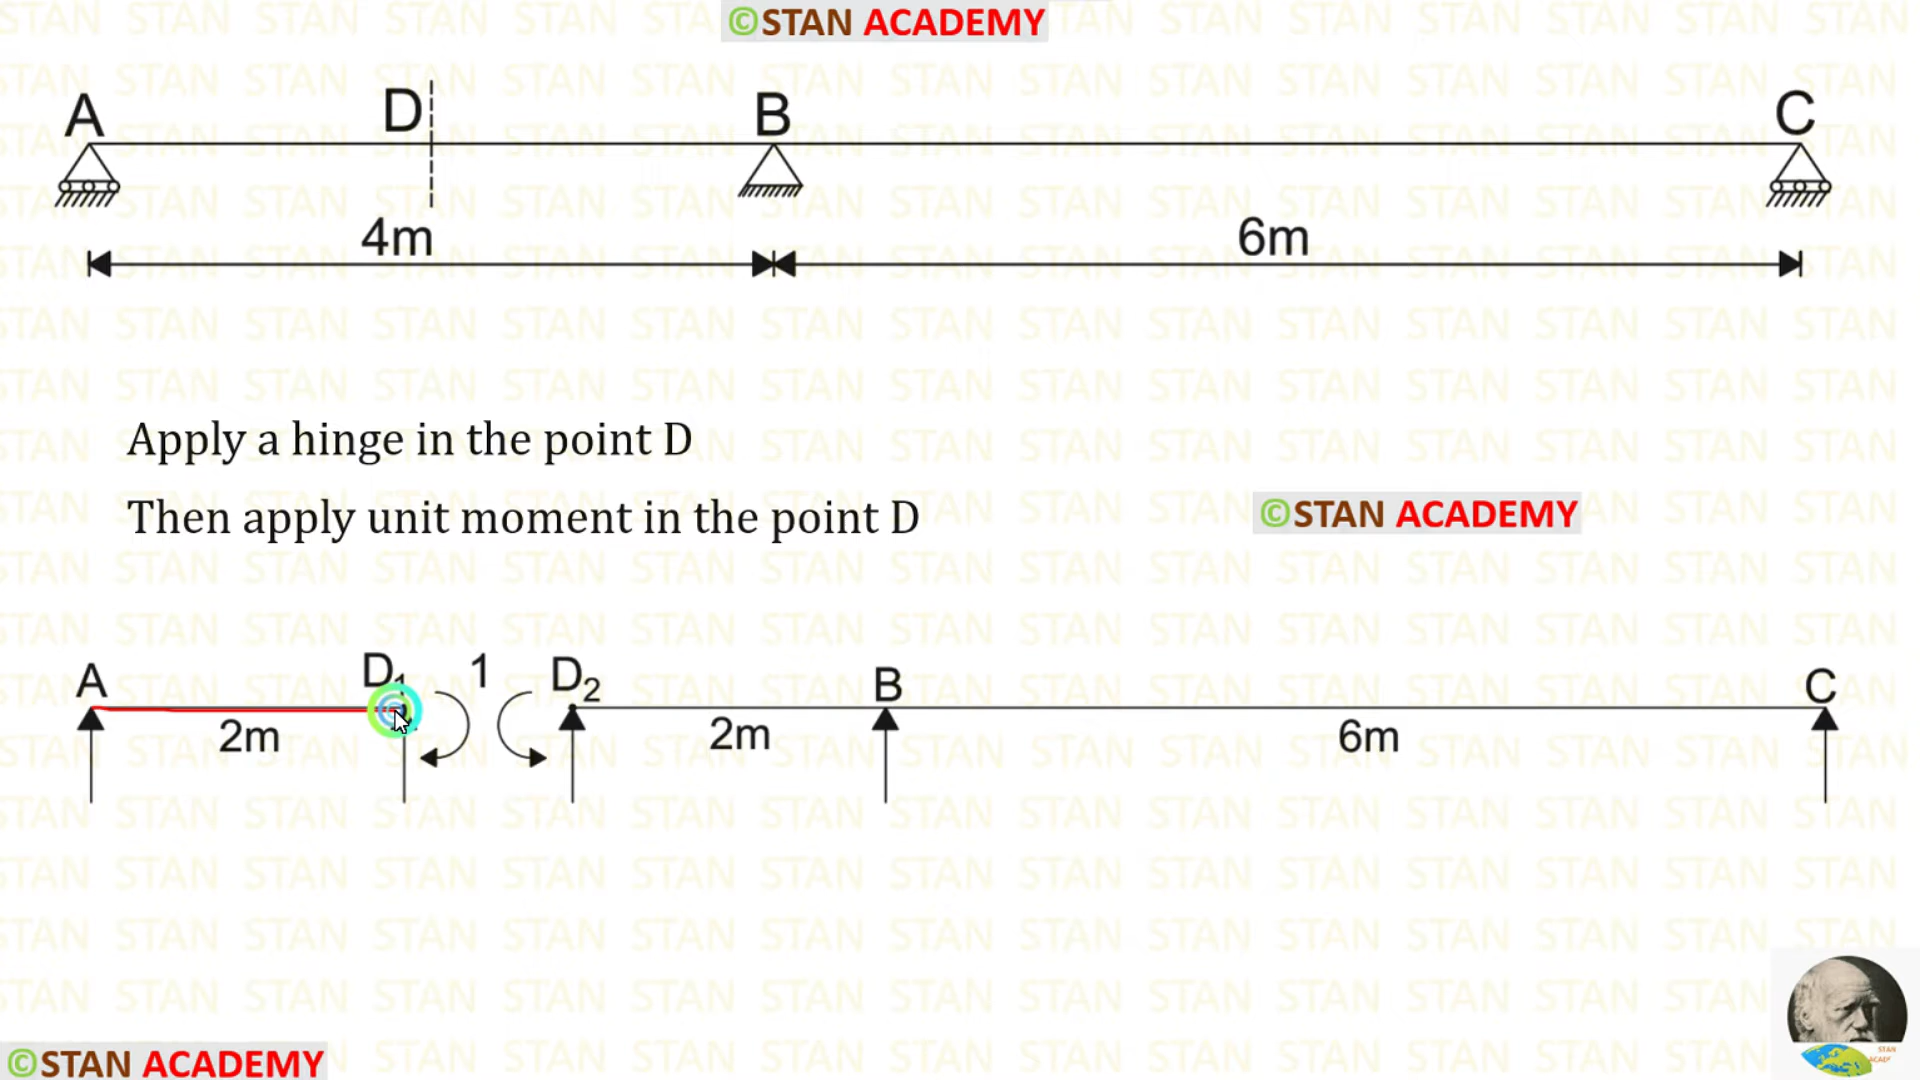 ©STAN ACADEMY
A D B C
4m 6m
Apply a hinge in the point D
Then apply unit moment in the point D
©STAN ACADEMY
A D1 1 D2 B C
2m 2m 6m
©STAN ACADEMY